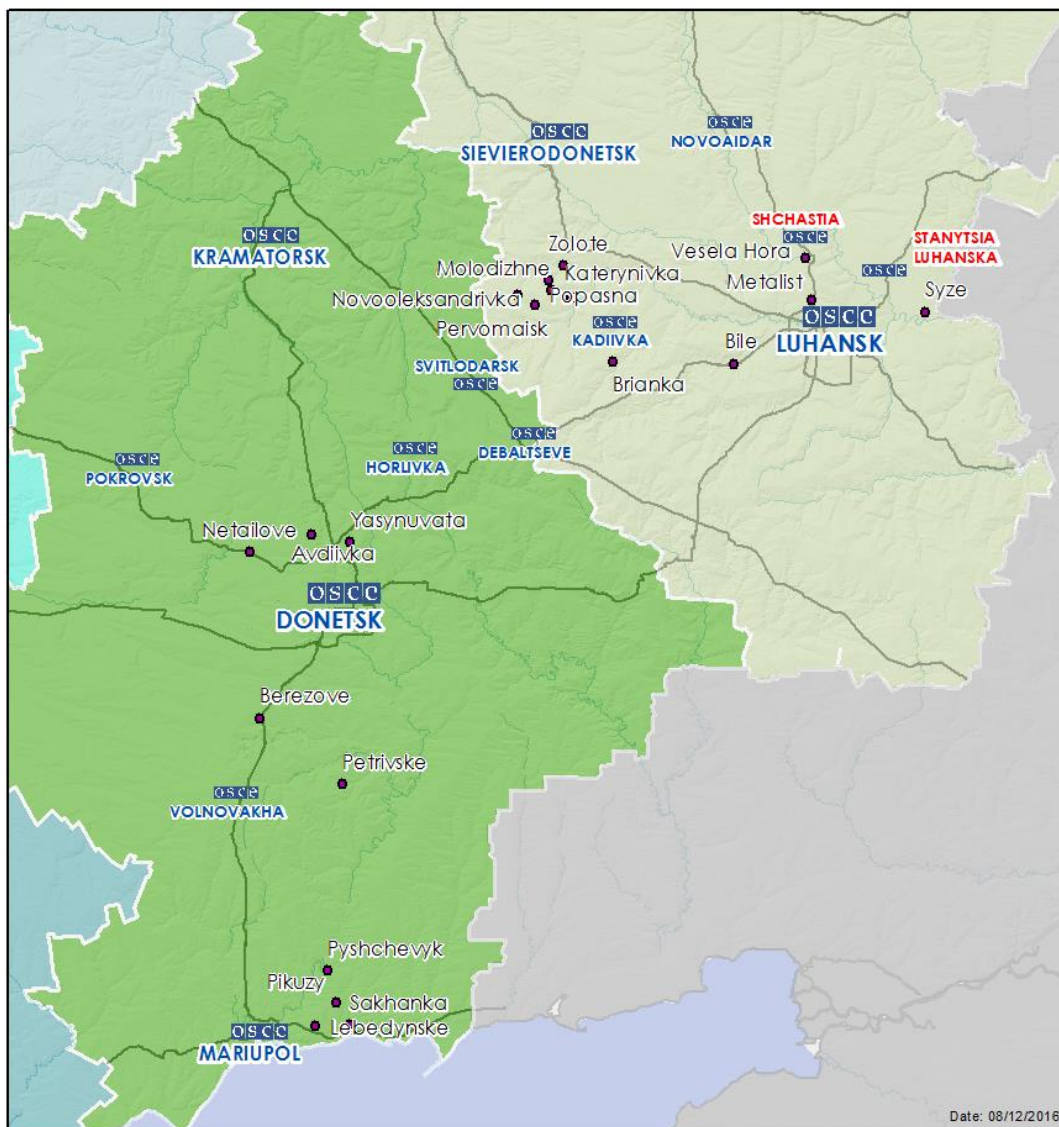 osce
SIEVIERODONETSK
osce
NOVOAIDAR
osce
KRAMATORSK
SHCHASTIA
osce
STANYTSIA
LUHANSKA
osce
Zolote
Vesela Hora
Molodizhne
Katerynivka
Metalist
Syze
Novooleksandrivka
Popasna
osce
LUHANSK
Pervomaisk
osce
KADIIVKA
Bile
SVITLODARSK
osce
Brianka
osce
DEBALTSEVE
osce
HORLIVKA
osce
POKROVSK
Netailove
Yasynuvata
Avdiivka
osce
DONETSK
Berezove
Petrivske
osce
VOLNOVAKHA
Pyshchevyk
Pikuzy
Sakhanka
Lebedynske
osce
MARIUPOL
Date: 08/12/2016